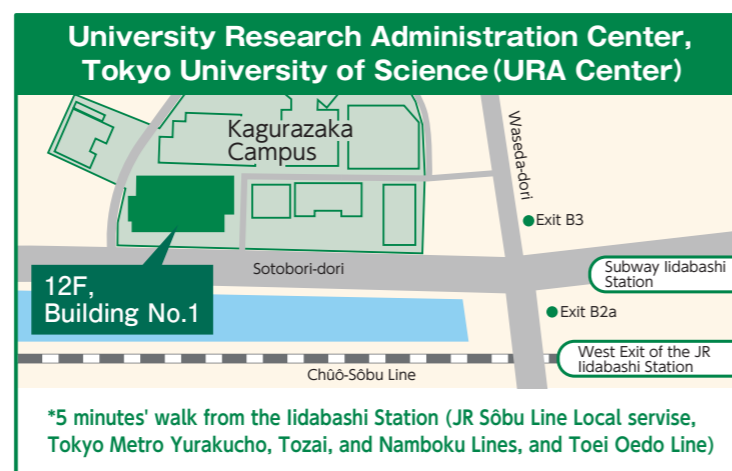 University Research Administration Center,
Tokyo University of Science (URA Center)
Kagurazaka
Campus
Waseda-dori
Exit B3
Sotobori-dori
Subway Iidabashi
Station
12F,
Building No.1
Exit B2a
West Exit of the JR
Iidabashi Station
Chûô-Sôbu Line
*5 minutes' walk from the Iidabashi Station (JR Sôbu Line Local servise,
Tokyo Metro Yurakucho, Tozai, and Namboku Lines, and Toei Oedo Line)